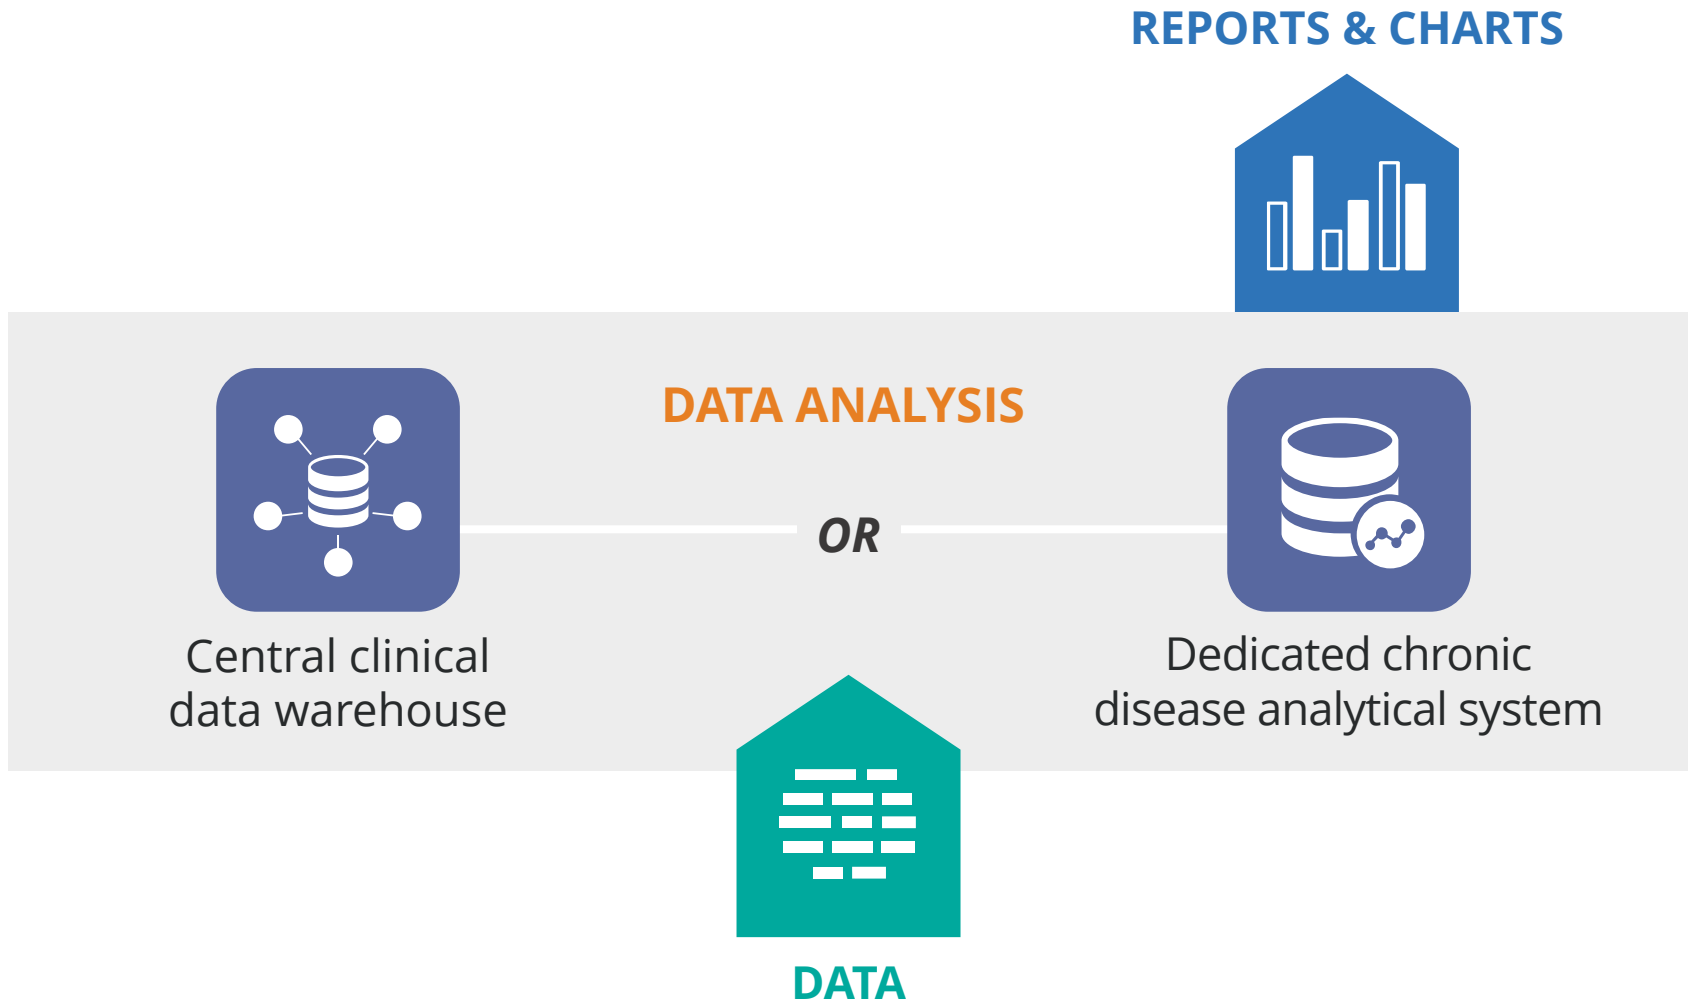 REPORTS & CHARTS
DATA ANALYSIS
OR
Central clinical
data warehouse
Dedicated chronic
disease analytical system
DATA